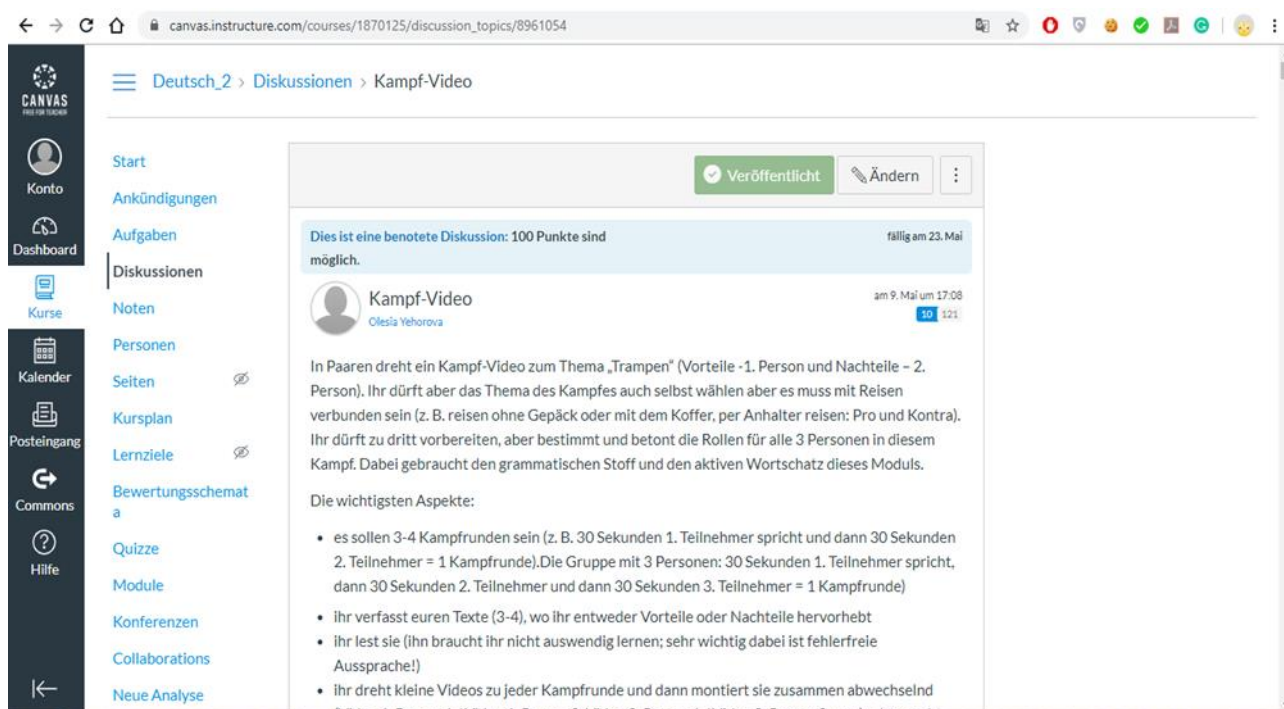 canvas.instructure.com/courses/1870125/discussion_topics/8961054
CANVAS
FREE FOR TEACHER
Konto
Dashboard
Kurse
Kalender
Posteingang
Commons
Hilfe
Deutsch_2 > Diskussionen > Kampf-Video
Start
Ankündigungen
Aufgaben
Diskussionen
Noten
Personen
Seiten
Kursplan
Lernziele
Bewertungsschemat
a
Quizze
Module
Konferenzen
Collaborations
Neue Analyse
Veröffentlicht
Ändern
Dies ist eine benotete Diskussion: 100 Punkte sind
möglich.
fällig am 23. Mai
Kampf-Video
Olesia Yehorova
am 9. Mai um 17:08
10 121
In Paaren dreht ein Kampf-Video zum Thema „Trampen“ (Vorteile -1. Person und Nachteile – 2.
Person). Ihr dürft aber das Thema des Kampfes auch selbst wählen aber es muss mit Reisen
verbunden sein (z. B. reisen ohne Gepäck oder mit dem Koffer, per Anhalter reisen: Pro und Kontra).
Ihr dürft zu dritt vorbereiten, aber bestimmt und betont die Rollen für alle 3 Personen in diesem
Kampf. Dabei gebraucht den grammatischen Stoff und den aktiven Wortschatz dieses Moduls.
Die wichtigsten Aspekte:
• es sollen 3-4 Kampfrunden sein (z. B. 30 Sekunden 1. Teilnehmer spricht und dann 30 Sekunden
2. Teilnehmer = 1 Kampfrunde).Die Gruppe mit 3 Personen: 30 Sekunden 1. Teilnehmer spricht,
dann 30 Sekunden 2. Teilnehmer und dann 30 Sekunden 3. Teilnehmer = 1 Kampfrunde)
• ihr verfasst euren Texte (3-4), wo ihr entweder Vorteile oder Nachteile hervorhebt
• ihr lest sie (ihn braucht ihr nicht auswendig lernen; sehr wichtig dabei ist fehlerfreie
Aussprache!)
• ihr dreht kleine Videos zu jeder Kampfrunde und dann montiert sie zusammen abwechselnd